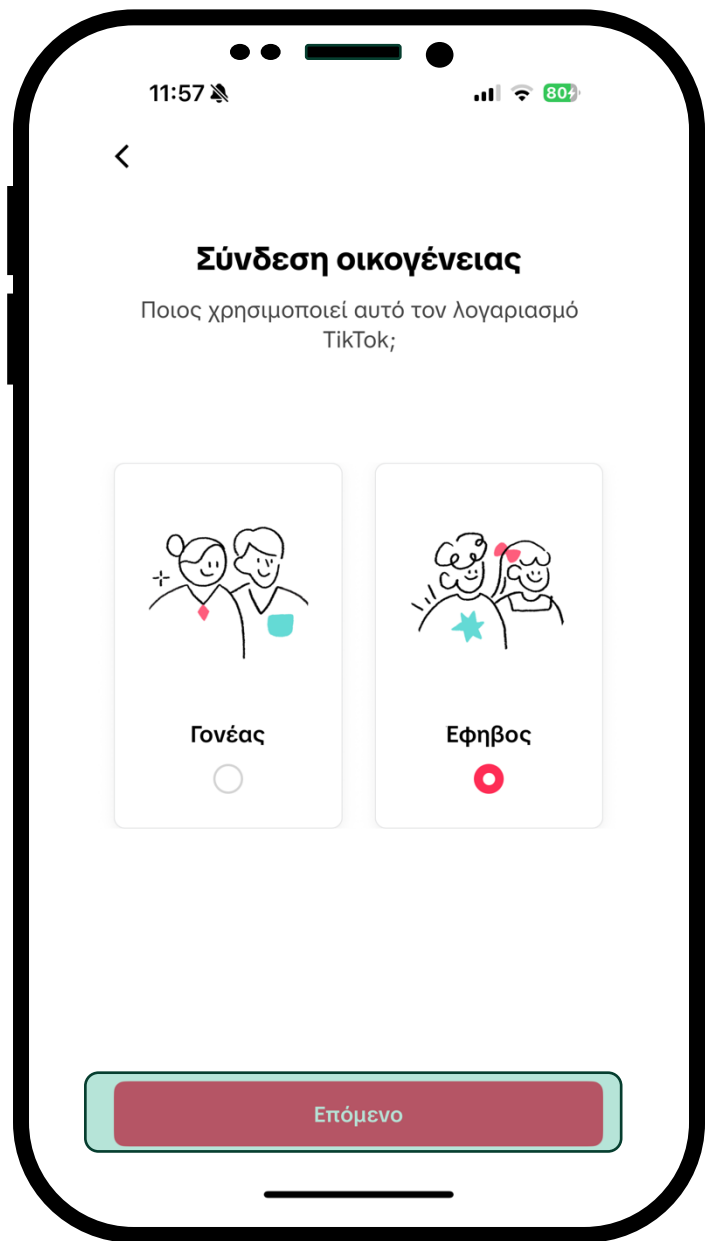 11:57
80
Σύνδεση οικογένειας
Ποιος χρησιμοποιεί αυτό τον λογαριασμό
TikTok;
Γονέας
Εφηβος
Επόμενο